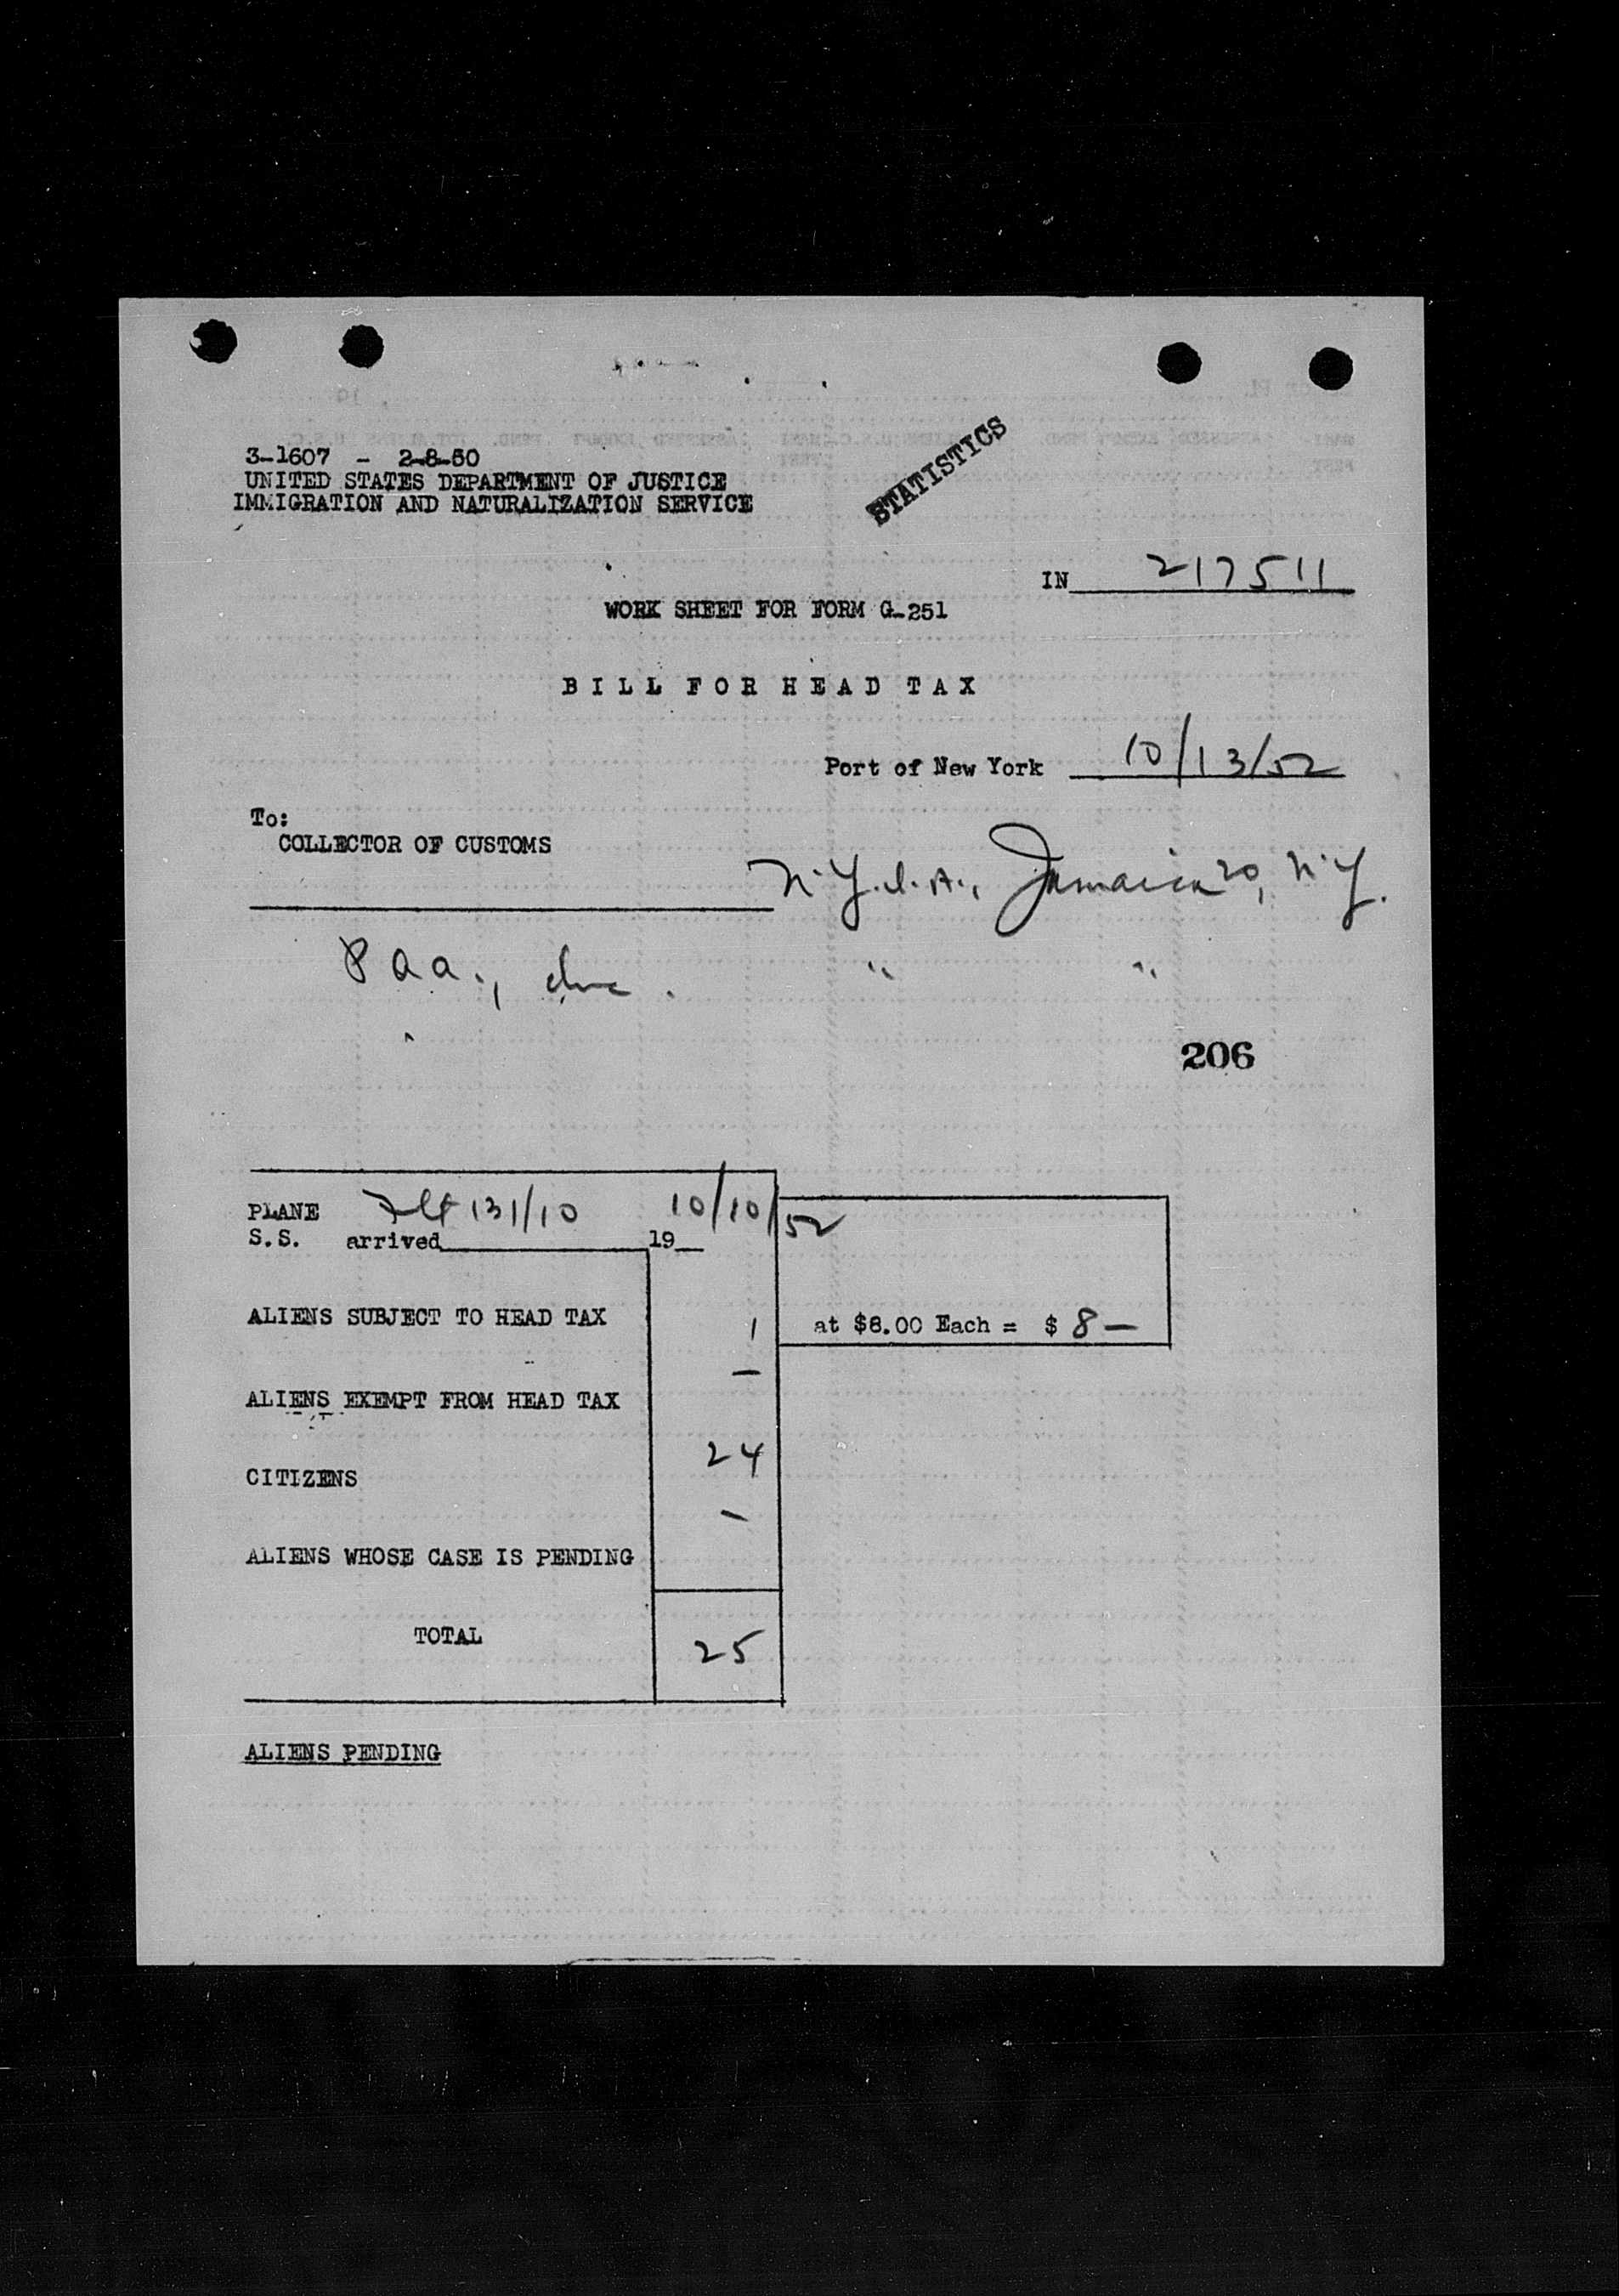 STATISTICS
3-1607 - 2-8-50
UNITED STATES DEPARTMENT OF JUSTICE
IMMIGRATION AND NATURALIZATION SERVICE
IN 217511
WORK SHEET FOR FORM G-251
BILL FOR HEAD TAX
Port of New York 10/13/52
To:
COLLECTOR OF CUSTOMS
N.Y.I.A., Jamaica 20, N.Y.
PAA., Inc. " "
206
PLANE Flt 131/10 10/10/52
S.S. arrived 19
ALIENS SUBJECT TO HEAD TAX 1 at $8.00 Each = $ 8 —
ALIENS EXEMPT FROM HEAD TAX —
CITIZENS 24
ALIENS WHOSE CASE IS PENDING —
TOTAL 25
ALIENS PENDING